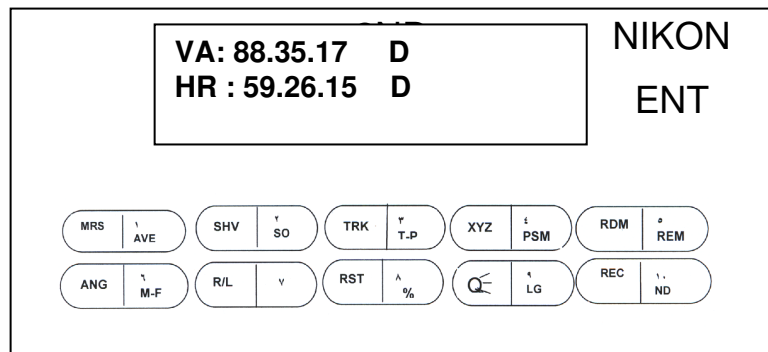 NIKON
VA: 88.35.17 D
HR : 59.26.15 D
ENT
MRS ١ AVE
SHV ٢ SO
TRK ٣ T-P
XYZ ٤ PSM
RDM ٥ REM
ANG ٦ M-F
R/L ٧
RST ٨ %
٩ LG
REC ١٠ ND